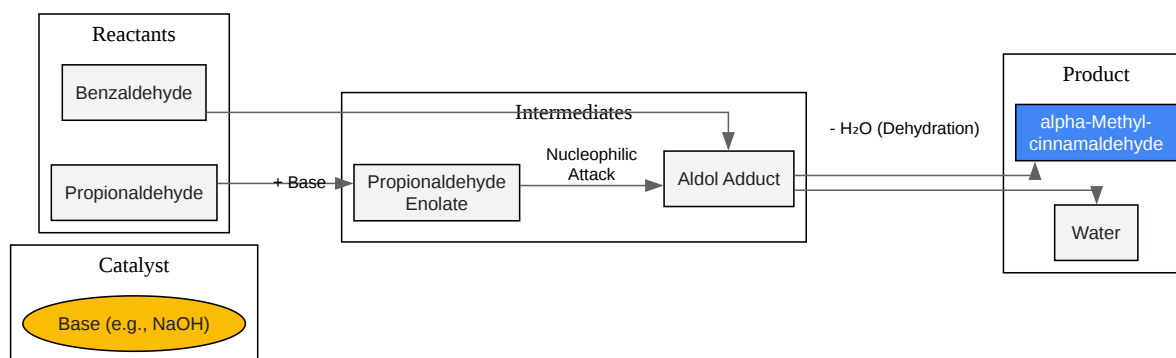 Reactants
Benzaldehyde
Propionaldehyde
+ Base
Catalyst
Base (e.g., NaOH)
Intermediates
Propionaldehyde
Enolate
Nucleophilic
Attack
Aldol Adduct
- H₂O (Dehydration)
Product
alpha-Methyl-
cinnamaldehyde
Water